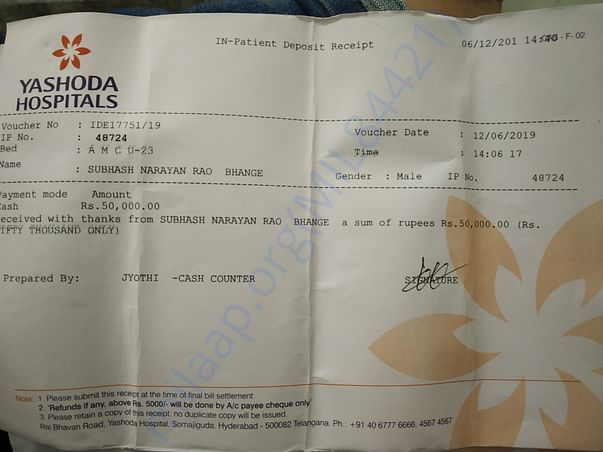 IN-Patient Deposit Receipt
06/12/201 14:
F-02
YASHODA
HOSPITALS
Voucher No : IDE17751/19
IP No. : 48724
Bed : A M C U-23
Name : SUBHASH NARAYAN RAO BHANGE
Voucher Date : 12/06/2019
Time : 14:06 17
Gender : Male IP No. 48724
Payment mode Amount
Cash Rs.50,000.00
eceived with thanks from SUBHASH NARAYAN RAO BHANGE a sum of rupees Rs.50,000.00 (Rs.
IFTY THOUSAND ONLY)
Prepared By: JYOTHI -CASH COUNTER
SIGNATURE
Note: 1 Please submit this recept at the time of final bill settlement
2. 'Refunds if any, above Rs. 5000/- will be done by A/c payee cheque only'
3. Please retain a copy of this receipt, no duplicate copy will be issued.
Raj Bhavan Road, Yashoda Hospital, Somajiguda, Hyderabad - 500082 Telangana. Ph.: +91 40 6777 6666, 4567 4567